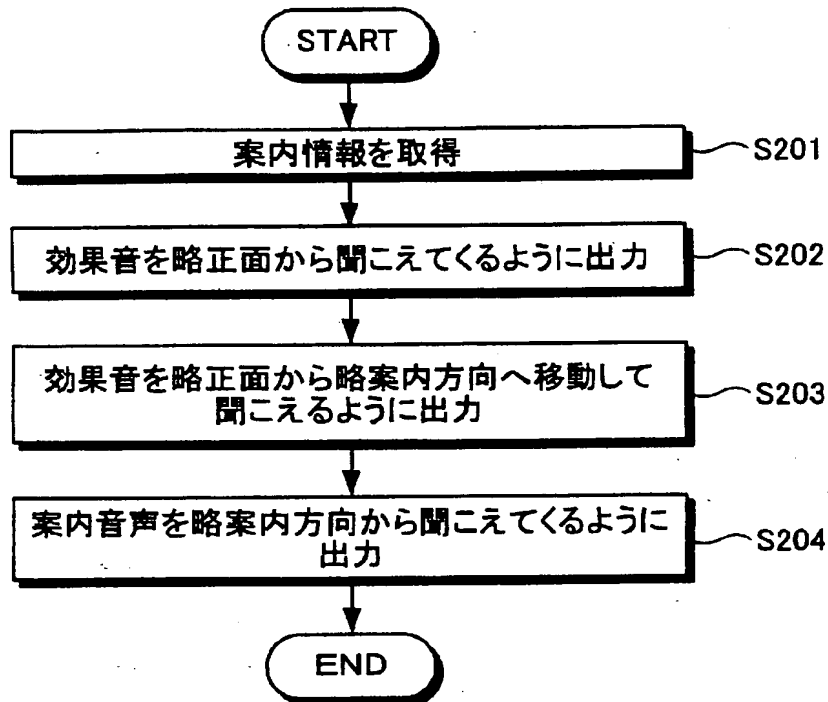 START
案内情報を取得
S201
効果音を略正面から聞こえてくるように出力
S202
効果音を略正面から略案内方向へ移動して
聞こえるように出力
S203
案内音声を略案内方向から聞こえてくるように
出力
S204
END